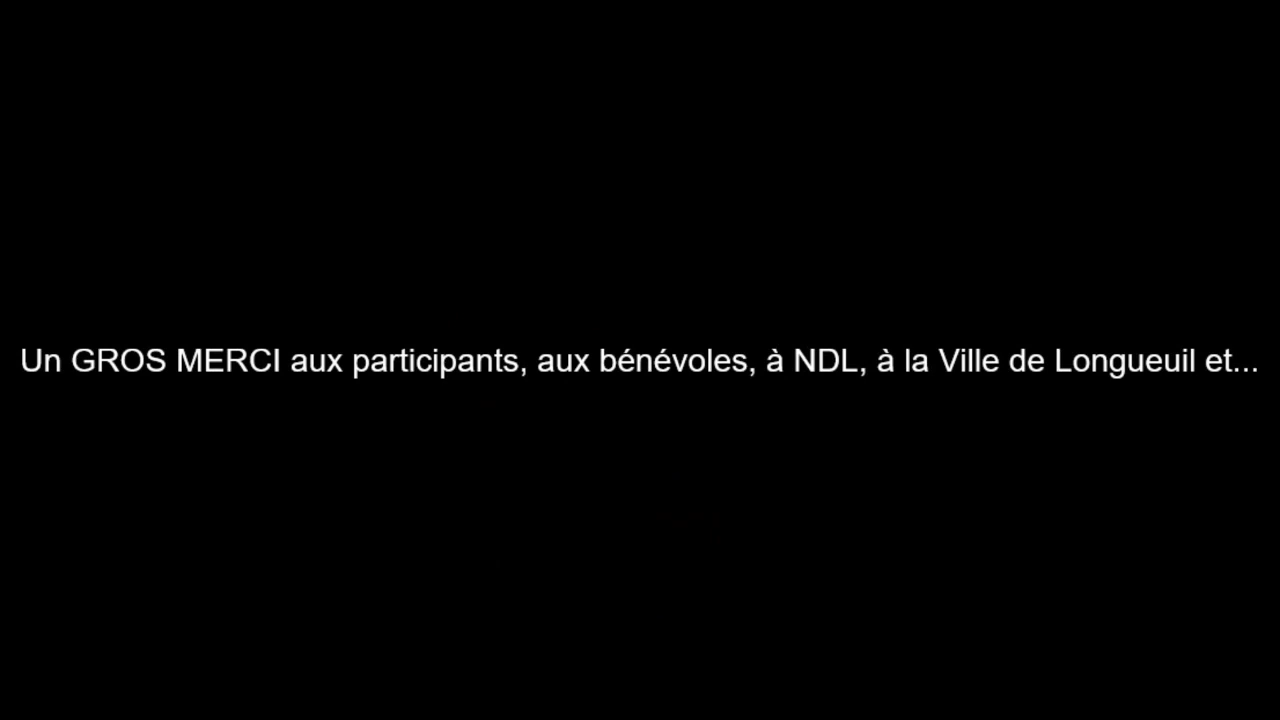 Un GROS MERCI aux participants, aux bénévoles, à NDL, à la Ville de Longueuil et...